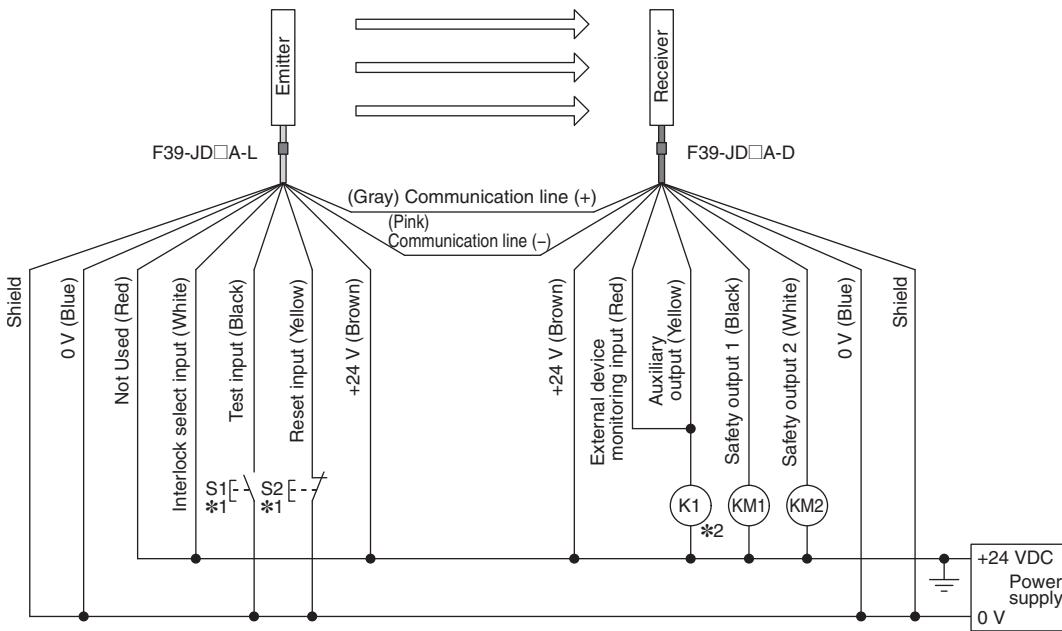 Emitter
Receiver
F39-JD□A-L
F39-JD□A-D
(Gray) Communication line (+)
(Pink)
Communication line (−)
Shield
0 V (Blue)
Not Used (Red)
Interlock select input (White)
Test input (Black)
Reset input (Yellow)
+24 V (Brown)
+24 V (Brown)
External device
monitoring input (Red)
Auxiliary
output (Yellow)
Safety output 1 (Black)
Safety output 2 (White)
0 V (Blue)
Shield
S1
✻1
S2
✻1
K1
✻2
KM1
KM2
+24 VDC
Power
supply
0 V